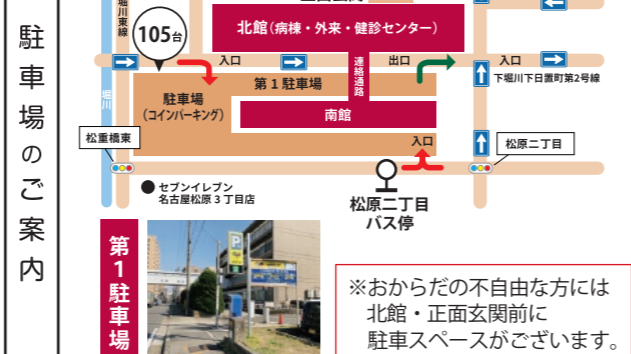 駐車場のご案内
堀川東線
正面玄関
北館(病棟・外来・健診センター)
105台
入口
出口
入口
第1駐車場
連絡通路
下堀川下日置町第2号線
堀川
駐車場
(コインパーキング)
南館
松重橋東
入口
松原二丁目
セブンイレブン
名古屋松原3丁目店
松原二丁目
バス停
第1駐車場
P
※おからだの不自由な方には
北館・正面玄関前に
駐車スペースがございます。